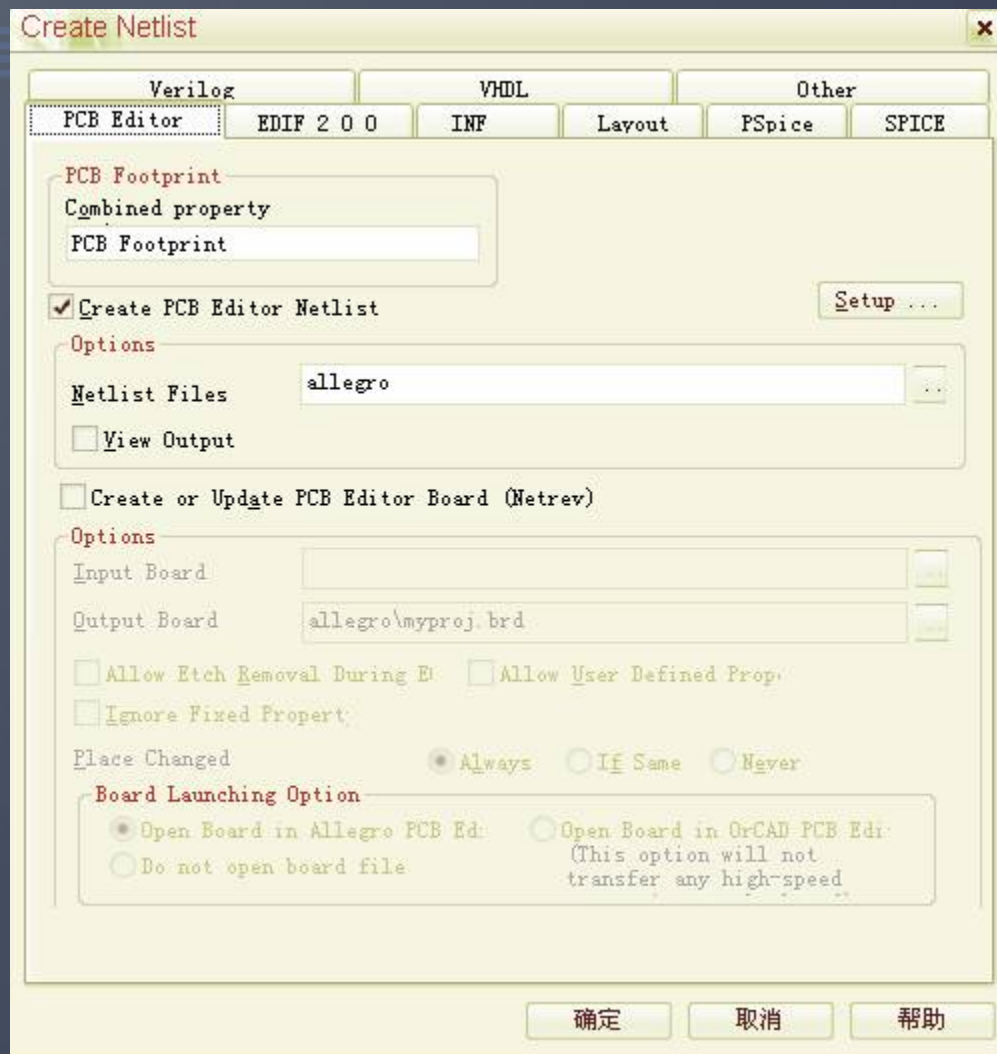 Create Netlist
Verilog VHDL Other
PCB Editor EDIF 2 0 0 INF Layout PSpice SPICE
PCB Footprint
Combined property
PCB Footprint
Create PCB Editor Netlist
Setup ...
Options
Netlist Files allegro ..
View Output
Create or Update PCB Editor Board (Netrev)
Options
Input Board ...
Output Board allegro\myproj.brd ...
Allow Etch Removal During Allow User Defined Prop
Ignore Fixed Propert
Place Changed Always If Same Never
Board Launching Option
Open Board in Allegro PCB Ed Open Board in OrCAD PCB Edi
(This option will not
Do not open board file
transfer any high-speed
确定 取消 帮助